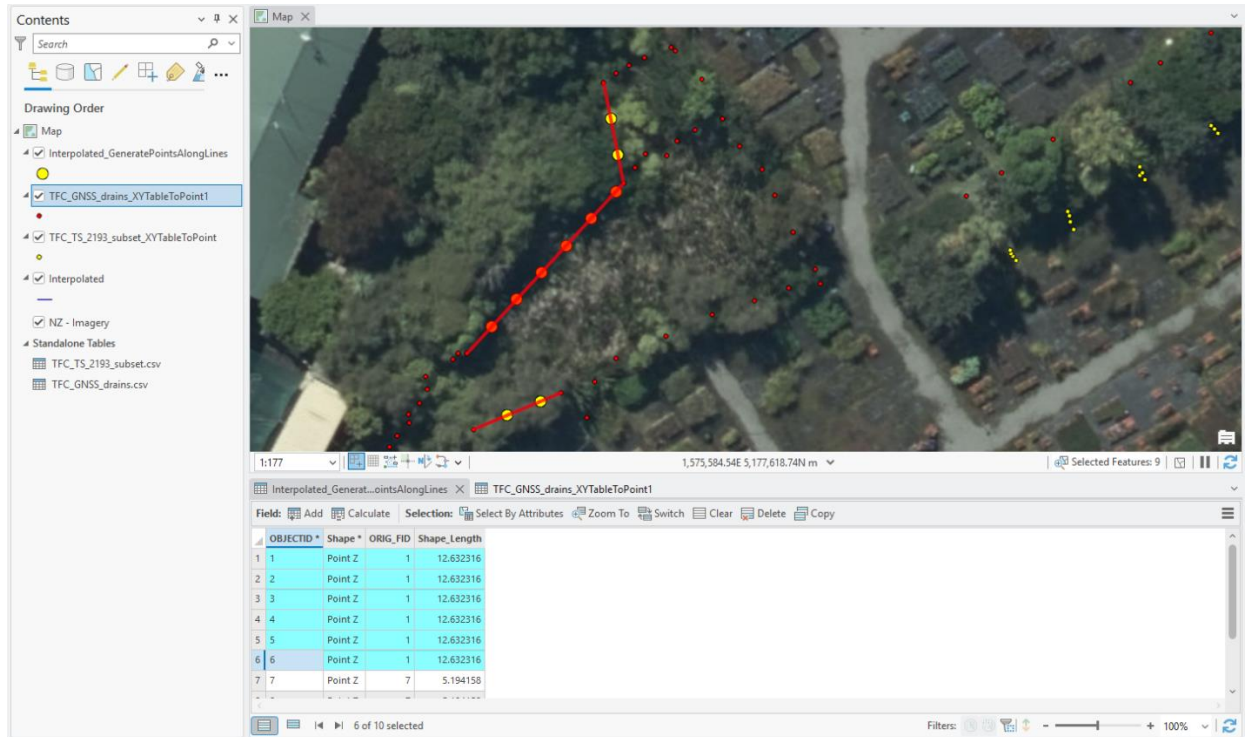 Contents
Search
Drawing Order
Map
Interpolated_GeneratePointsAlongLines
TFC_GNSS_drains_XYTableToPoint1
TFC_TS_2193_subset_XYTableToPoint
Interpolated
NZ - Imagery
Standalone Tables
TFC_TS_2193_subset.csv
TFC_GNSS_drains.csv
Map
1:177 1,575,584.54E 5,177,618.74N m Selected Features: 9
Interpolated_Generat...ointsAlongLines TFC_GNSS_drains_XYTableToPoint1
Field: Add Calculate Selection: Select By Attributes Zoom To Switch Clear Delete Copy
OBJECTID * Shape * ORIG_FID Shape_Length
1 1 Point Z 1 12.632316
2 2 Point Z 1 12.632316
3 3 Point Z 1 12.632316
4 4 Point Z 1 12.632316
5 5 Point Z 1 12.632316
6 6 Point Z 1 12.632316
7 7 Point Z 7 5.194158
6 of 10 selected Filters: - + 100%